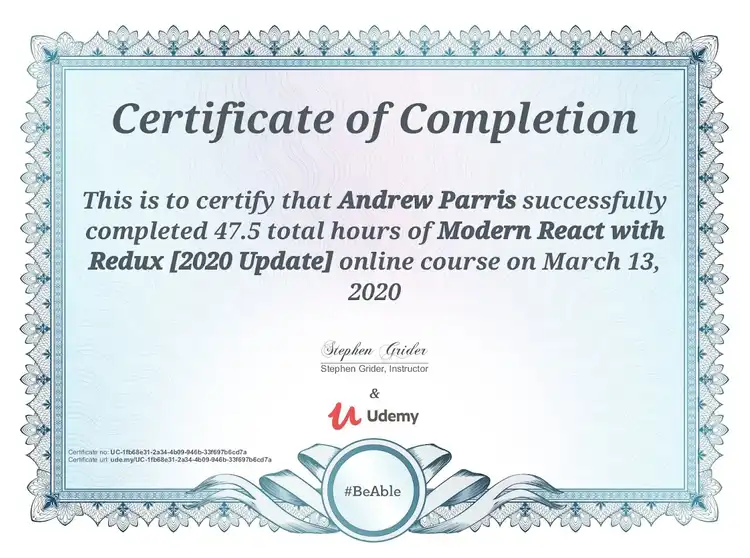 Certificate of Completion
This is to certify that Andrew Parris successfully
completed 47.5 total hours of Modern React with
Redux [2020 Update] online course on March 13,
2020
Stephen Grider
Stephen Grider, Instructor
&
Udemy
Certificate no: UC-1fb68e31-2a34-4b09-946b-33f697b6cd7a
Certificate url: ude.my/UC-1fb68e31-2a34-4b09-946b-33f697b6cd7a
#BeAble